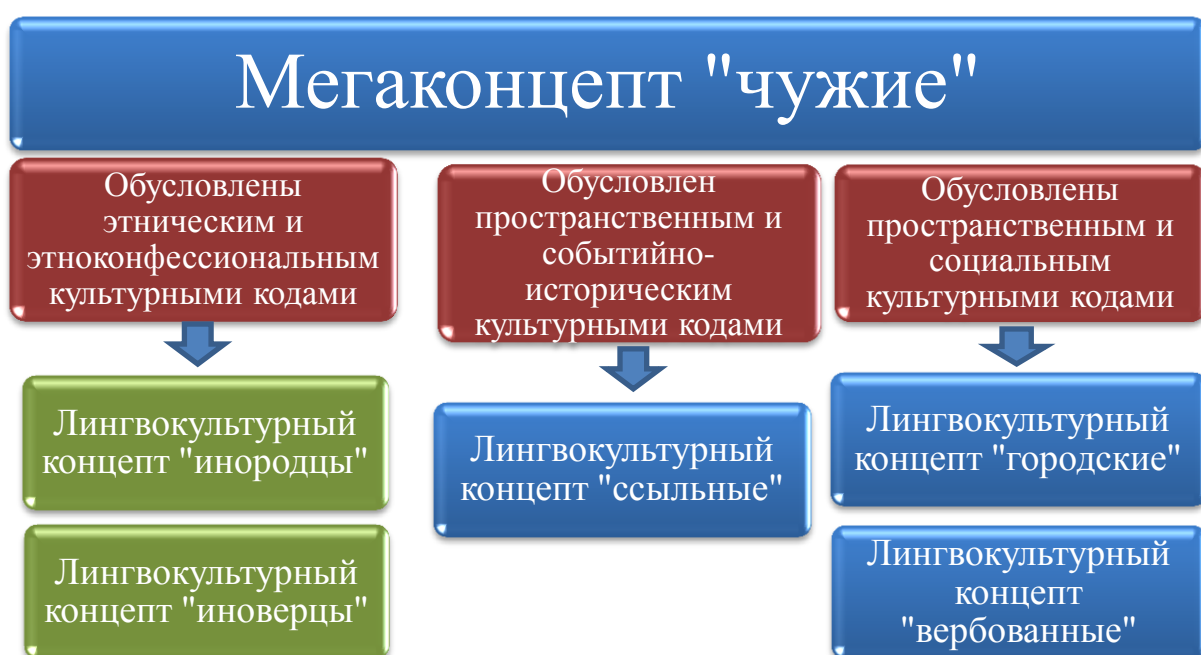 Мегаконцепт "чужие"
Обусловлены
этническим и
этноконфессиональным
культурными кодами
Лингвокультурный
концепт "инородцы"
Лингвокультурный
концепт "иноверцы"
Обусловлен
пространственным и
событийно-
историческим
культурными кодами
Лингвокультурный
концепт "ссыльные"
Обусловлены
пространственным и
социальным
культурными кодами
Лингвокультурный
концепт "городские"
Лингвокультурный
концепт
"вербованные"